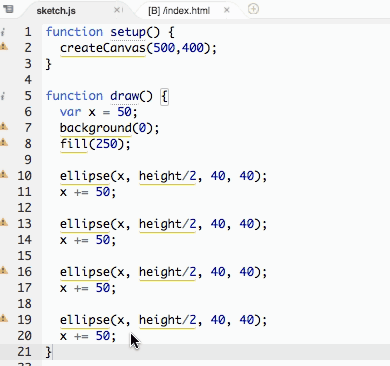 sketch.js × [B] /index.html ×
1 function setup() {
2 createCanvas(500,400);
3 }
4
5 function draw() {
6 var x = 50;
7 background(0);
8 fill(250);
9
10 ellipse(x, height/2, 40, 40);
11 x += 50;
12
13 ellipse(x, height/2, 40, 40);
14 x += 50;
15
16 ellipse(x, height/2, 40, 40);
17 x += 50;
18
19 ellipse(x, height/2, 40, 40);
20 x += 50;
21 }